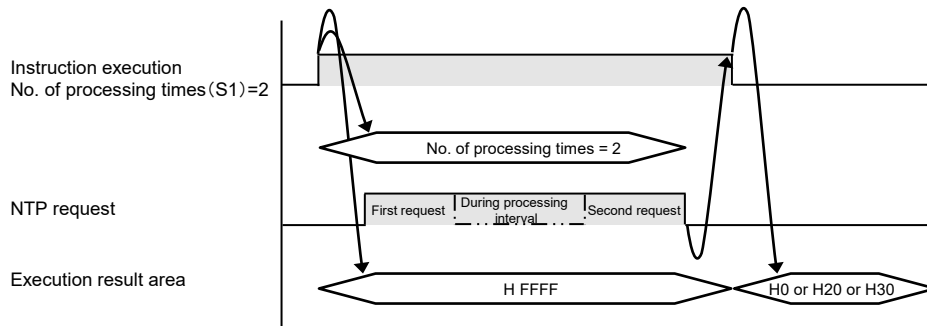 Instruction execution
No. of processing times（S1）=2
No. of processing times = 2
NTP request
First request
During processing
interval
Second request
Execution result area
H FFFF
H0 or H20 or H30